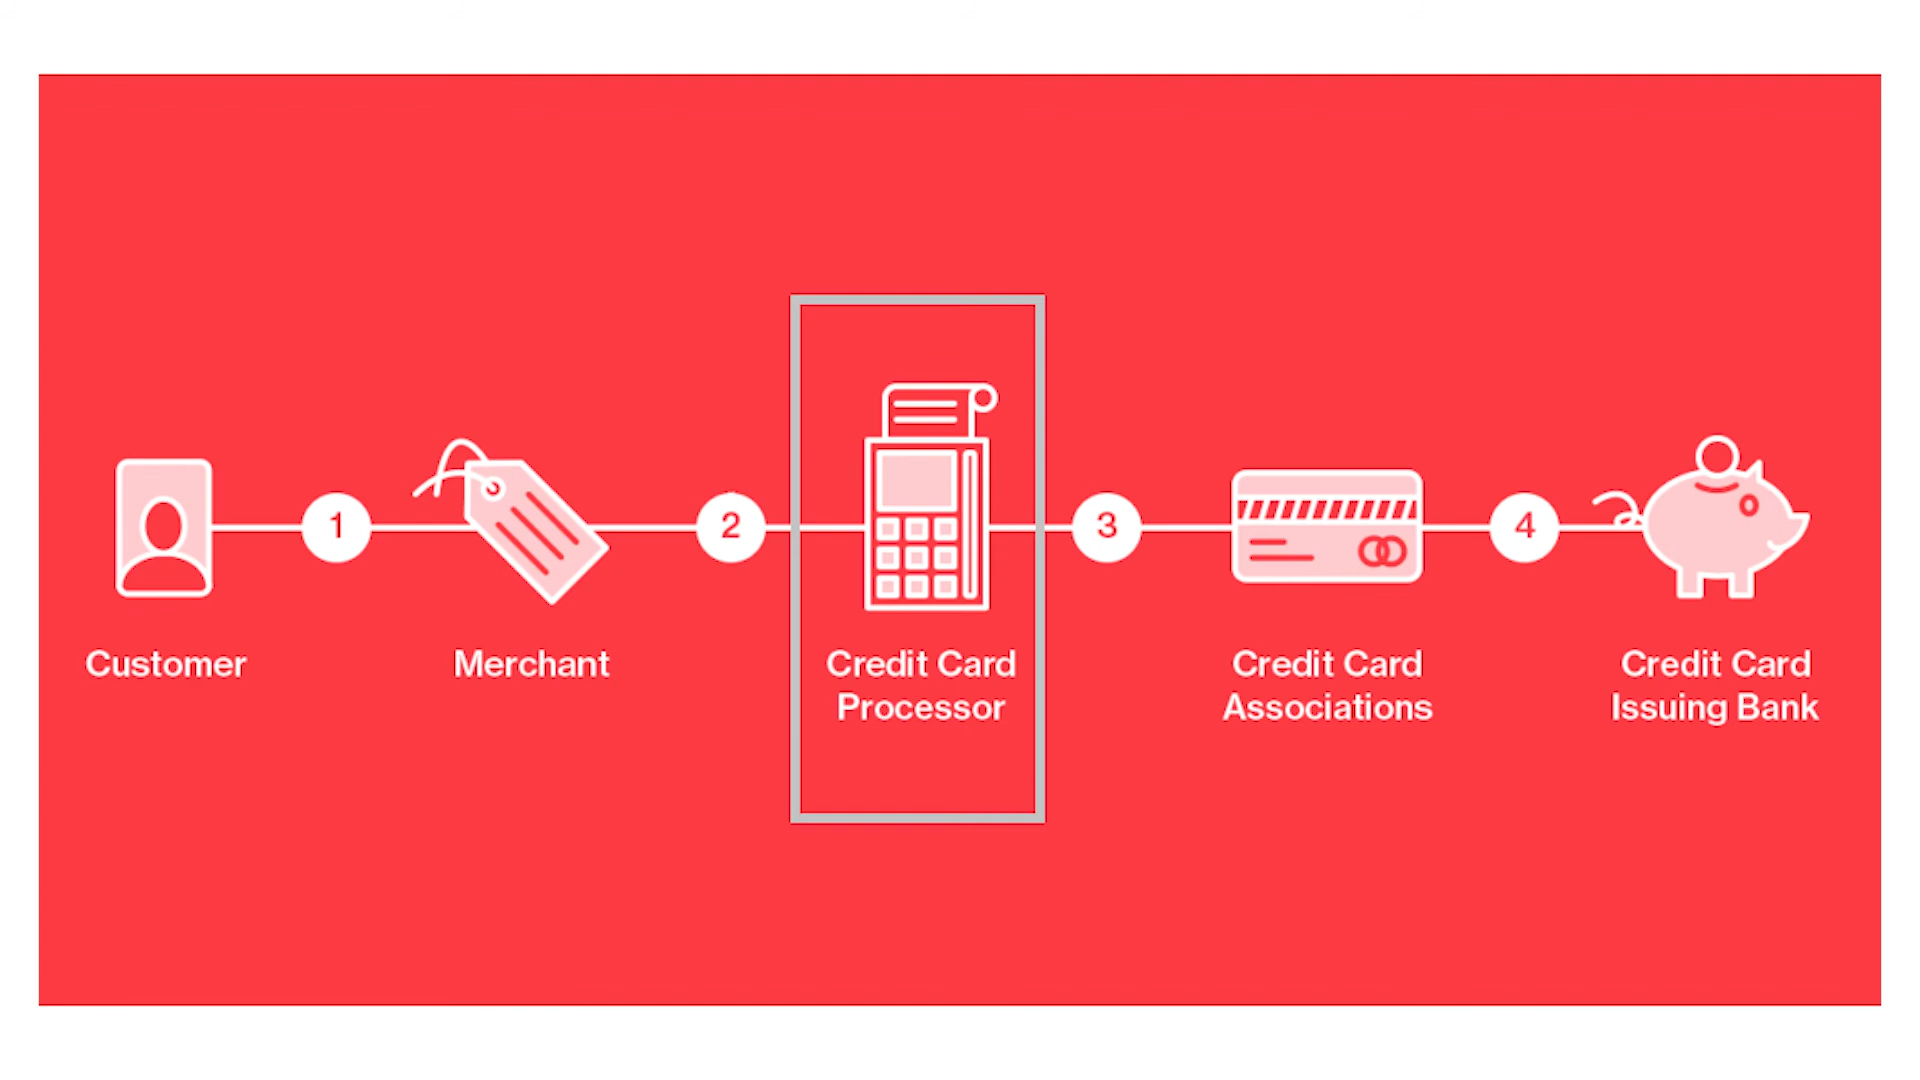 1
2
3
4
Customer
Merchant
Credit Card
Processor
Credit Card
Associations
Credit Card
Issuing Bank